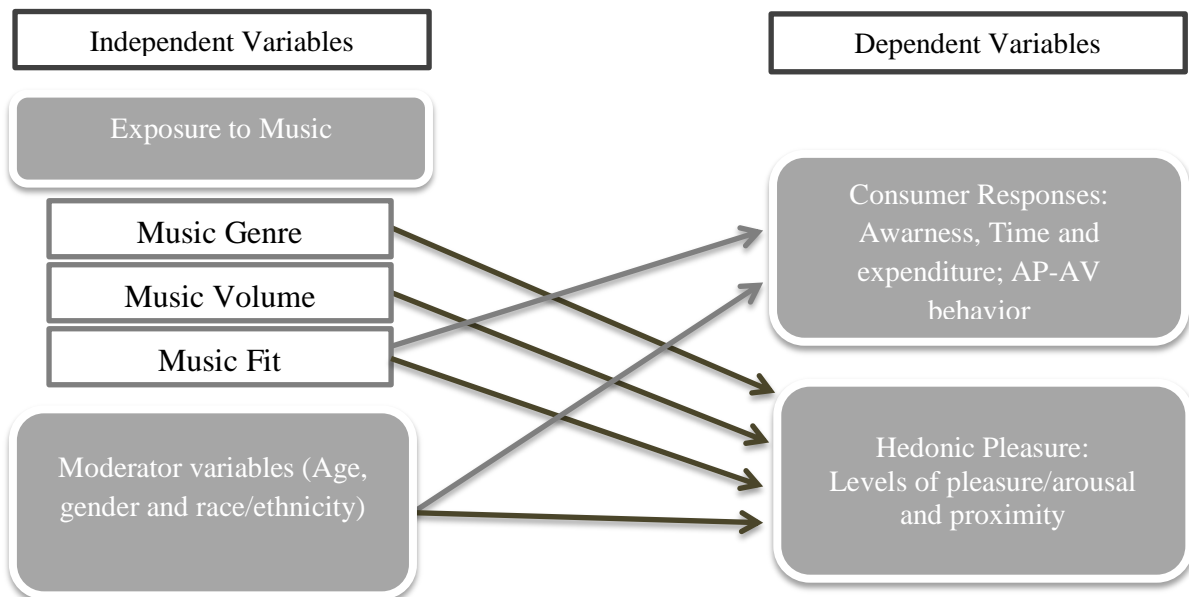 Independent Variables
Dependent Variables
Exposure to Music
Music Genre
Music Volume
Music Fit
Moderator variables (Age,
gender and race/ethnicity)
Consumer Responses:
Awarness, Time and
expenditure; AP-AV
behavior
Hedonic Pleasure:
Levels of pleasure/arousal
and proximity